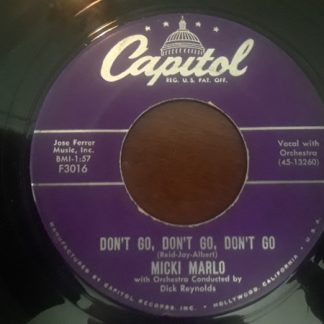 Capitol
REG. U. S. PAT. OFF.
Jose Ferrer
Music, Inc.
BMI-1:57
F3016
Vocal with
Orchestra
(45-13260)
DON'T GO, DON'T GO, DON'T GO
(Reid-Jay-Albert)
MICKI MARLO
with Orchestra Conducted by
Dick Reynolds
MANUFACTURED BY CAPITOL RECORDS INC. • HOLLYWOOD, CALIFORNIA • U.S.A.